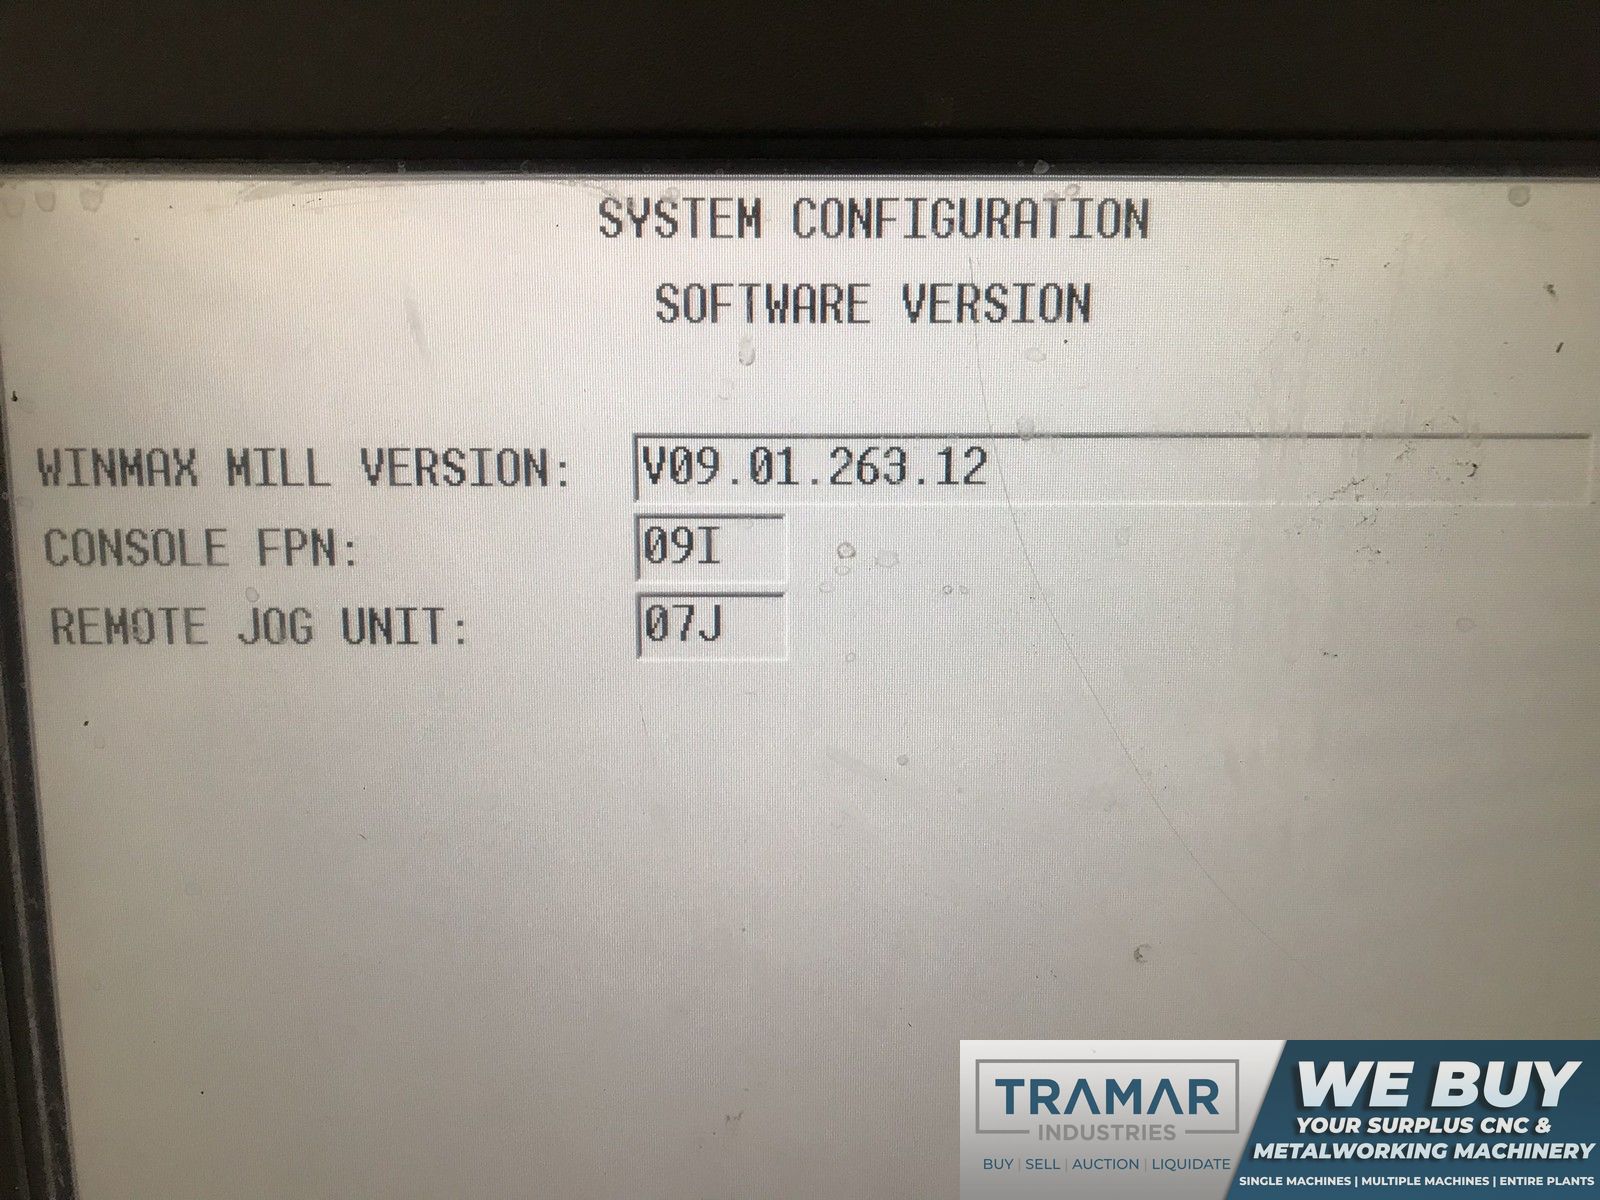 SYSTEM CONFIGURATION
SOFTWARE VERSION
WINMAX MILL VERSION: V09.01.263.12
CONSOLE FPN: 09I
REMOTE JOG UNIT: 07J
TRAMAR
INDUSTRIES
BUY | SELL | AUCTION | LIQUIDATE
WE BUY
YOUR SURPLUS CNC &
METALWORKING MACHINERY
SINGLE MACHINES | MULTIPLE MACHINES | ENTIRE PLANTS